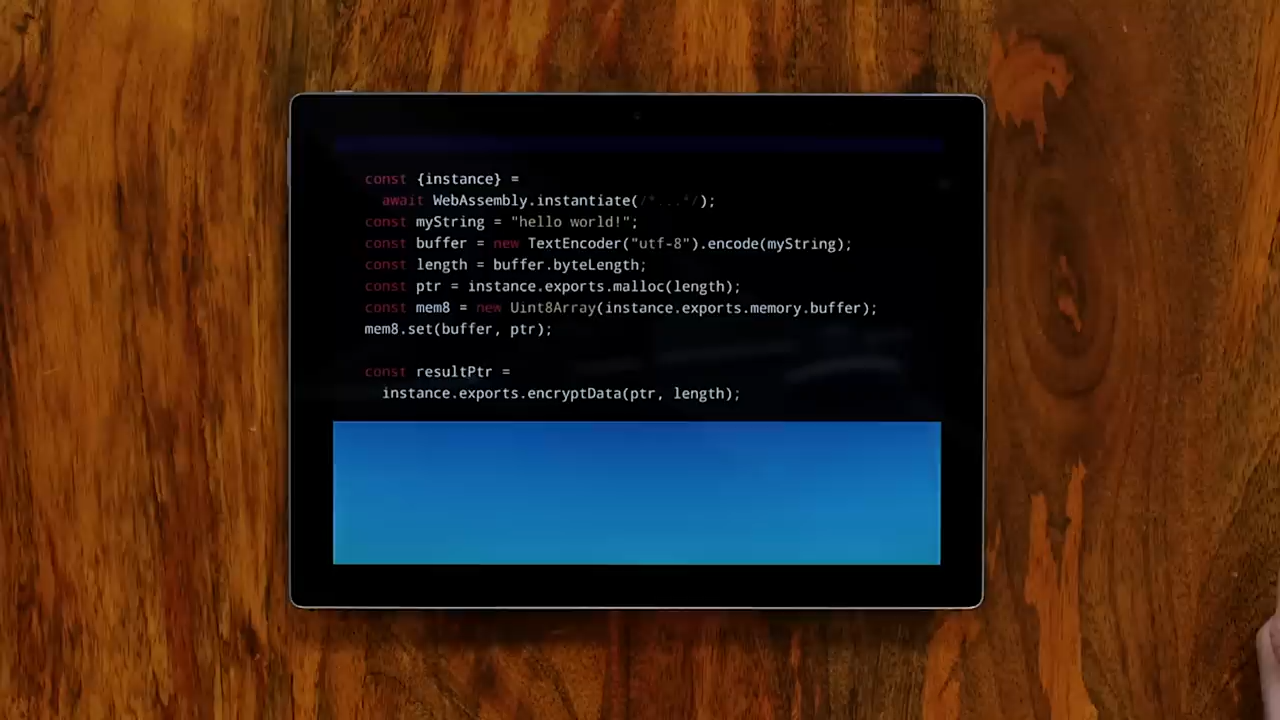 const {instance} =
await WebAssembly.instantiate(/*...*/);
const myString = "hello world!";
const buffer = new TextEncoder("utf-8").encode(myString);
const length = buffer.byteLength;
const ptr = instance.exports.malloc(length);
const mem8 = new Uint8Array(instance.exports.memory.buffer);
mem8.set(buffer, ptr);
const resultPtr =
instance.exports.encryptData(ptr, length);